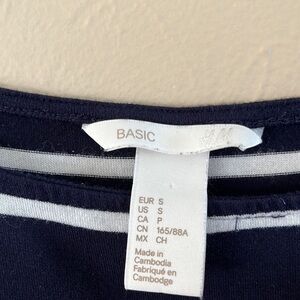 BASIC
EUR S
US S
CA P
CN 165/88A
MX CH
Made in
Cambodia
Fabriqué en
Cambodge